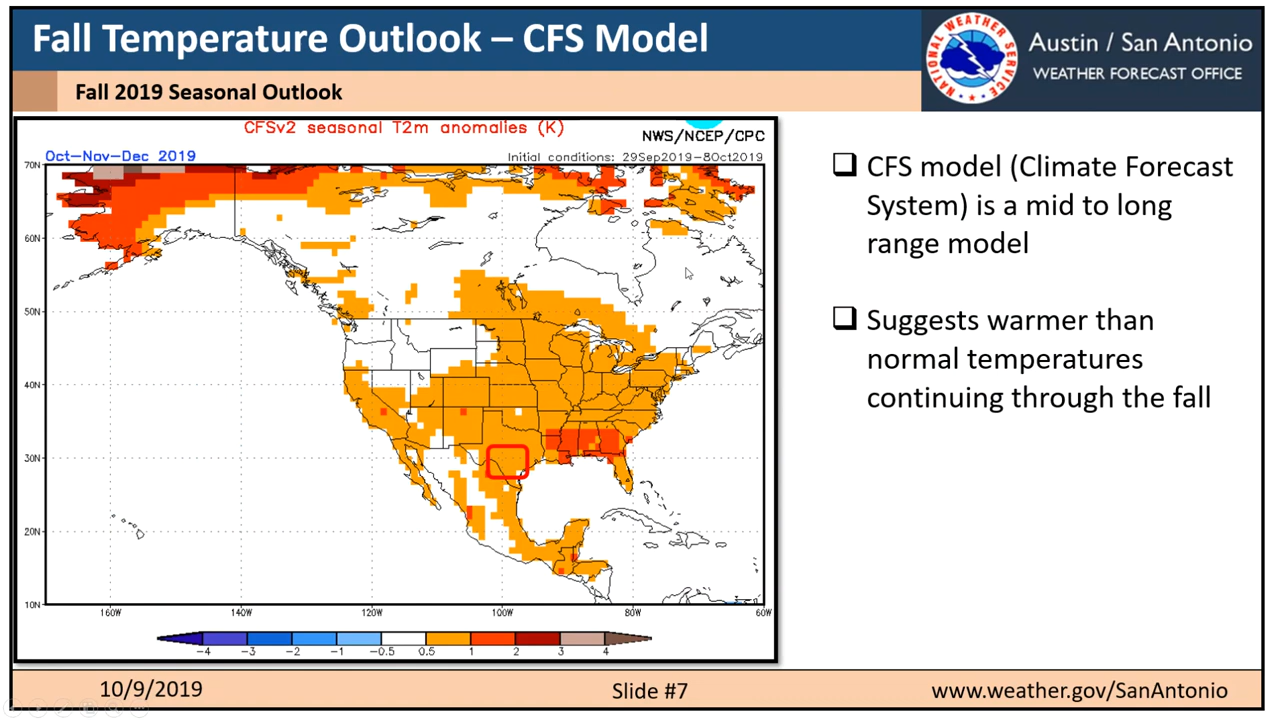 Fall Temperature Outlook – CFS Model
Fall 2019 Seasonal Outlook
NATIONAL WEATHER SERVICE
Austin / San Antonio
WEATHER FORECAST OFFICE
CFSv2 seasonal T2m anomalies (K)
NWS/NCEP/CPC
Oct-Nov-Dec 2019
Initial conditions: 29Sep2019-8Oct2019
70N
60N
50N
40N
30N
20N
10N
160W 140W 120W 100W 80W 60W
-4 -3 -2 -1 -0.5 0.5 1 2 3 4
CFS model (Climate Forecast
System) is a mid to long
range model
Suggests warmer than
normal temperatures
continuing through the fall
10/9/2019
Slide #7
www.weather.gov/SanAntonio